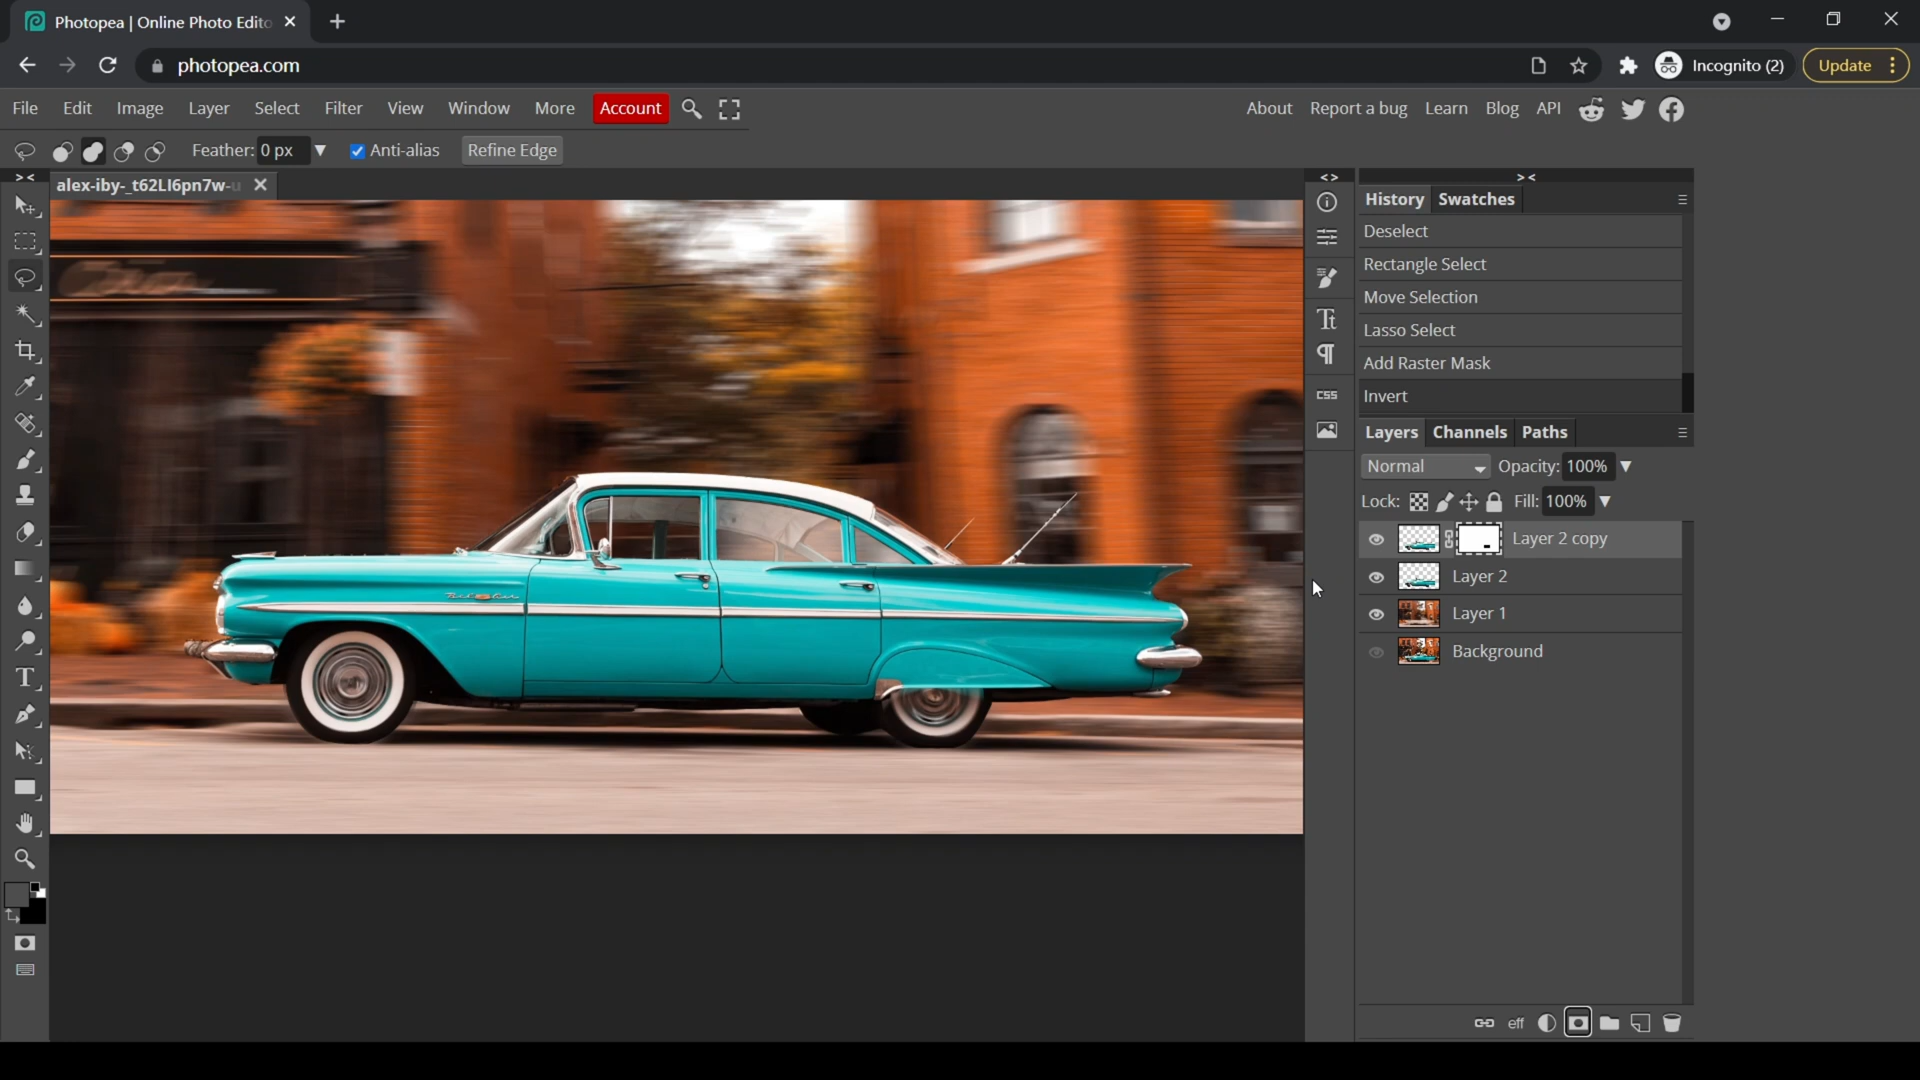 Photopea | Online Photo Edito
photopea.com
Incognito (2)
Update
File Edit Image Layer Select Filter View Window More Account
About Report a bug Learn Blog API
Feather: 0 px Anti-alias Refine Edge
> <
alex-iby-_t62LI6pn7w-u
< >
> <
History Swatches
Deselect
Rectangle Select
Move Selection
Lasso Select
Add Raster Mask
Invert
CSS
Layers Channels Paths
Normal Opacity: 100%
Lock: Fill: 100%
Layer 2 copy
Layer 2
Layer 1
Background
eff